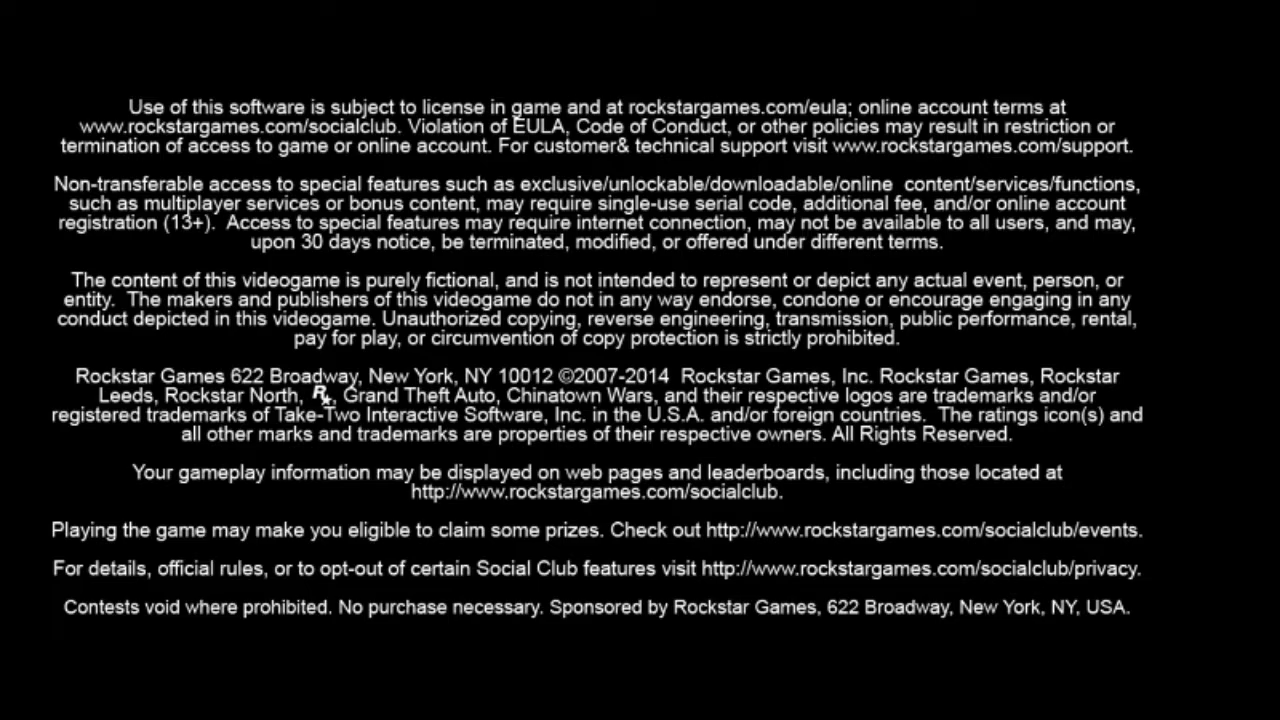 Use of this software is subject to license in game and at rockstargames.com/eula; online account terms at
www.rockstargames.com/socialclub. Violation of EULA, Code of Conduct, or other policies may result in restriction or
termination of access to game or online account. For customer& technical support visit www.rockstargames.com/support.
Non-transferable access to special features such as exclusive/unlockable/downloadable/online  content/services/functions,
such as multiplayer services or bonus content, may require single-use serial code, additional fee, and/or online account
registration (13+).  Access to special features may require internet connection, may not be available to all users, and may,
upon 30 days notice, be terminated, modified, or offered under different terms.
The content of this videogame is purely fictional, and is not intended to represent or depict any actual event, person, or
entity.  The makers and publishers of this videogame do not in any way endorse, condone or encourage engaging in any
conduct depicted in this videogame. Unauthorized copying, reverse engineering, transmission, public performance, rental,
pay for play, or circumvention of copy protection is strictly prohibited.
Rockstar Games 622 Broadway, New York, NY 10012 ©2007-2014  Rockstar Games, Inc. Rockstar Games, Rockstar
Leeds, Rockstar North, R★, Grand Theft Auto, Chinatown Wars, and their respective logos are trademarks and/or
registered trademarks of Take-Two Interactive Software, Inc. in the U.S.A. and/or foreign countries.  The ratings icon(s) and
all other marks and trademarks are properties of their respective owners. All Rights Reserved.
Your gameplay information may be displayed on web pages and leaderboards, including those located at
http://www.rockstargames.com/socialclub.
Playing the game may make you eligible to claim some prizes. Check out http://www.rockstargames.com/socialclub/events.
For details, official rules, or to opt-out of certain Social Club features visit http://www.rockstargames.com/socialclub/privacy.
Contests void where prohibited. No purchase necessary. Sponsored by Rockstar Games, 622 Broadway, New York, NY, USA.